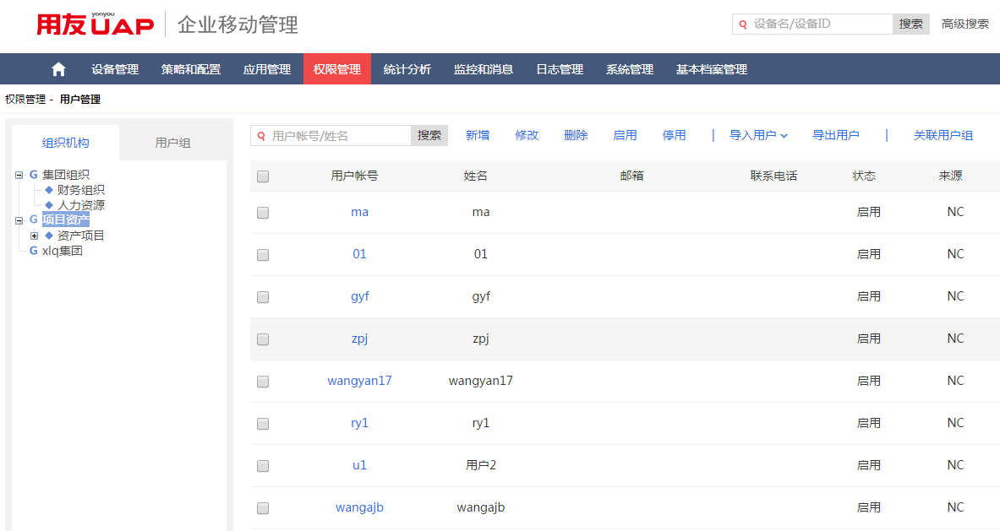 yonyou
用友UAP 企业移动管理
设备名/设备ID 搜索 高级搜索
设备管理 策略和配置 应用管理 权限管理 统计分析 监控和消息 日志管理 系统管理 基本档案管理
权限管理 - 用户管理
组织机构 用户组
G 集团组织
财务组织
人力资源
G 项目资产
资产项目
G xlq集团
用户帐号/姓名 搜索 新增 修改 删除 启用 停用 | 导入用户 导出用户 | 关联用户组
用户帐号 姓名 邮箱 联系电话 状态 来源
ma ma 启用 NC
01 01 启用 NC
gyf gyf 启用 NC
zpj zpj 启用 NC
wangyan17 wangyan17 启用 NC
ry1 ry1 启用 NC
u1 用户2 启用 NC
wangajb wangajb 启用 NC